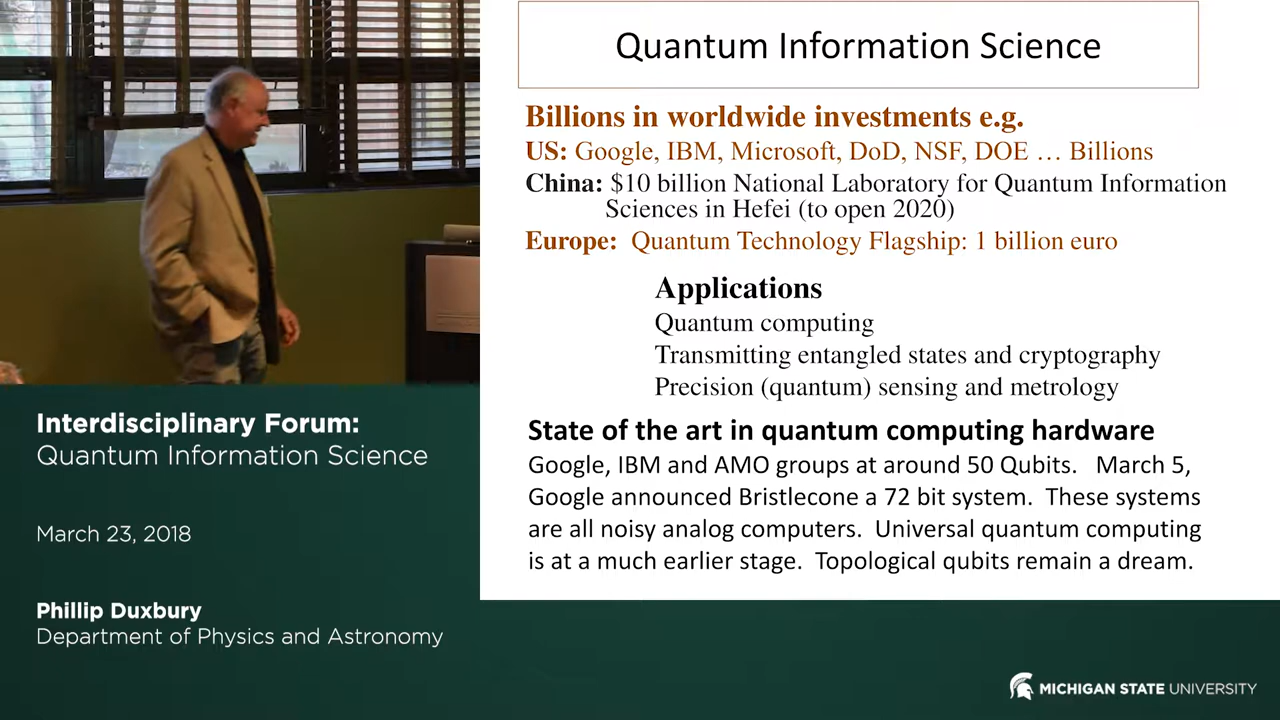 Quantum Information Science
Billions in worldwide investments e.g.
US: Google, IBM, Microsoft, DoD, NSF, DOE … Billions
China: $10 billion National Laboratory for Quantum Information
Sciences in Hefei (to open 2020)
Europe: Quantum Technology Flagship: 1 billion euro
Applications
Quantum computing
Transmitting entangled states and cryptography
Precision (quantum) sensing and metrology
State of the art in quantum computing hardware
Google, IBM and AMO groups at around 50 Qubits. March 5,
Google announced Bristlecone a 72 bit system. These systems
are all noisy analog computers. Universal quantum computing
is at a much earlier stage. Topological qubits remain a dream.
Interdisciplinary Forum:
Quantum Information Science
March 23, 2018
Phillip Duxbury
Department of Physics and Astronomy
MICHIGAN STATE UNIVERSITY